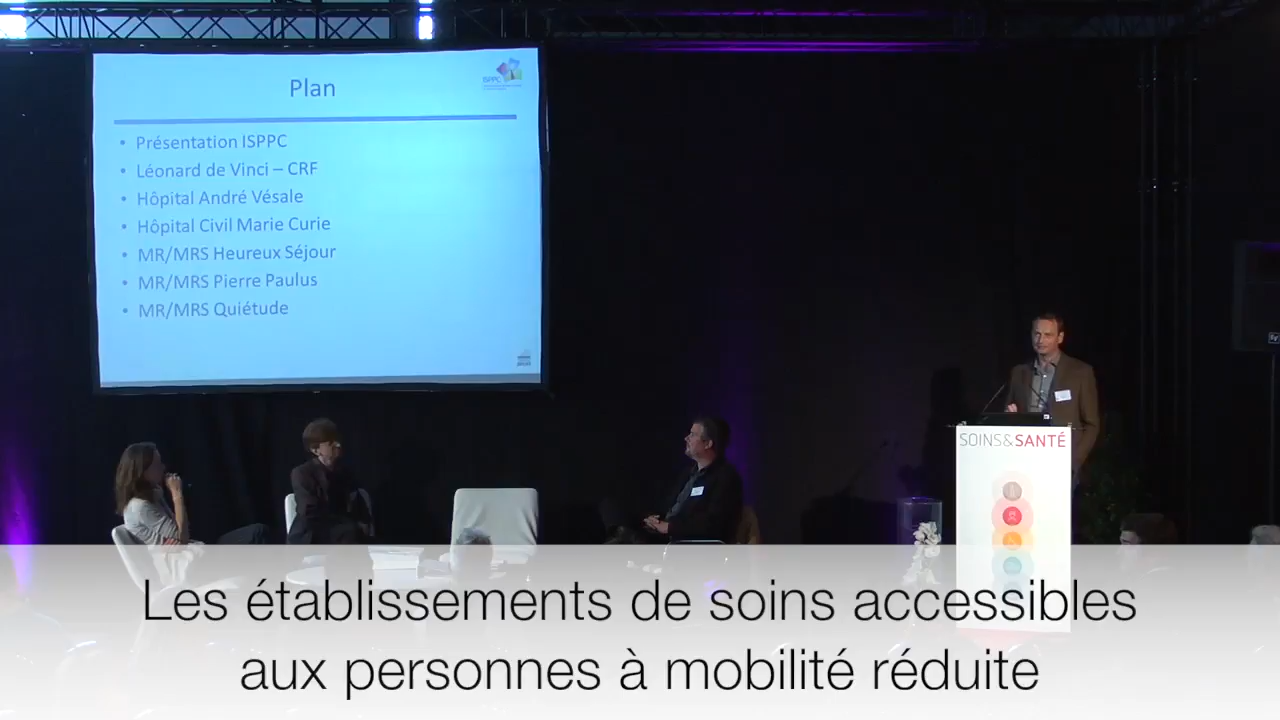 Plan
ISPPC
• Présentation ISPPC
• Léonard de Vinci – CRF
• Hôpital André Vésale
• Hôpital Civil Marie Curie
• MR/MRS Heureux Séjour
• MR/MRS Pierre Paulus
• MR/MRS Quiétude
SOINS&SANTÉ
Les établissements de soins accessibles
aux personnes à mobilité réduite